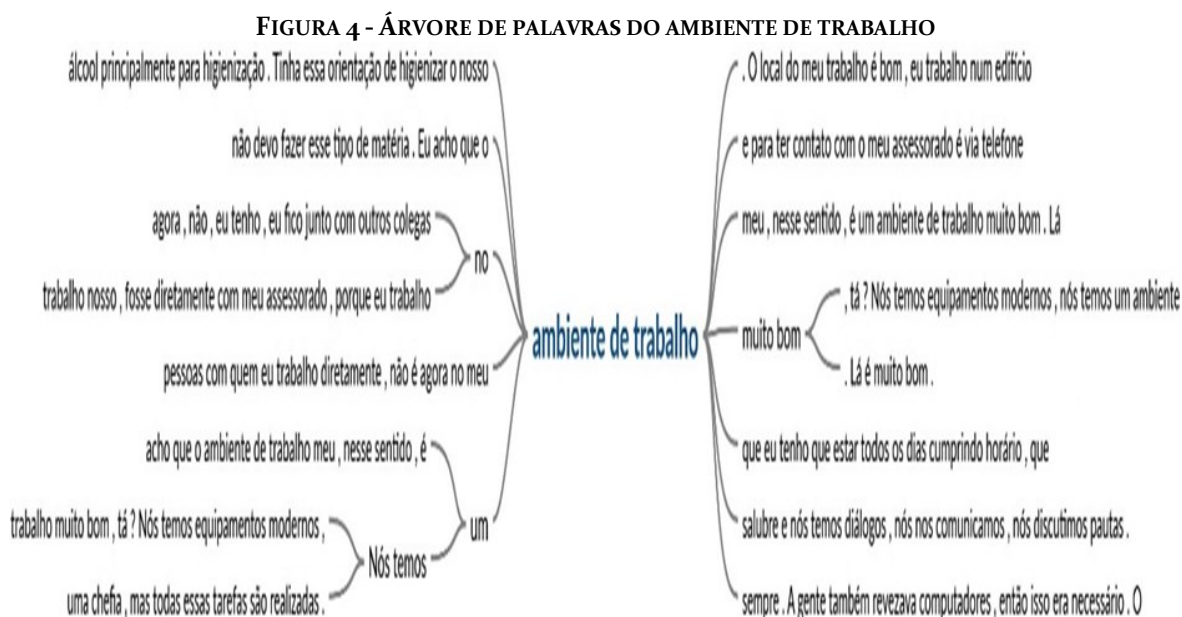 FIGURA 4 - ÁRVORE DE PALAVRAS DO AMBIENTE DE TRABALHO
álcool principalmente para higienização . Tinha essa orientação de higienizar o nosso
não devo fazer esse tipo de matéria . Eu acho que o
agora , não , eu tenho , eu fico junto com outros colegas
no
trabalho nosso , fosse diretamente com meu assessorado , porque eu trabalho
pessoas com quem eu trabalho diretamente , não é agora no meu
acho que o ambiente de trabalho meu , nesse sentido , é
um
trabalho muito bom , tá ? Nós temos equipamentos modernos ,
Nós temos
uma chefia , mas todas essas tarefas são realizadas .
ambiente de trabalho
. O local do meu trabalho é bom , eu trabalho num edifício
e para ter contato com o meu assessorado é via telefone
meu , nesse sentido , é um ambiente de trabalho muito bom . Lá
muito bom
, tá ? Nós temos equipamentos modernos , nós temos um ambiente
. Lá é muito bom .
que eu tenho que estar todos os dias cumprindo horário , que
salubre e nós temos diálogos , nós nos comunicamos , nós discutimos pautas .
sempre . A gente também revezava computadores , então isso era necessário . O